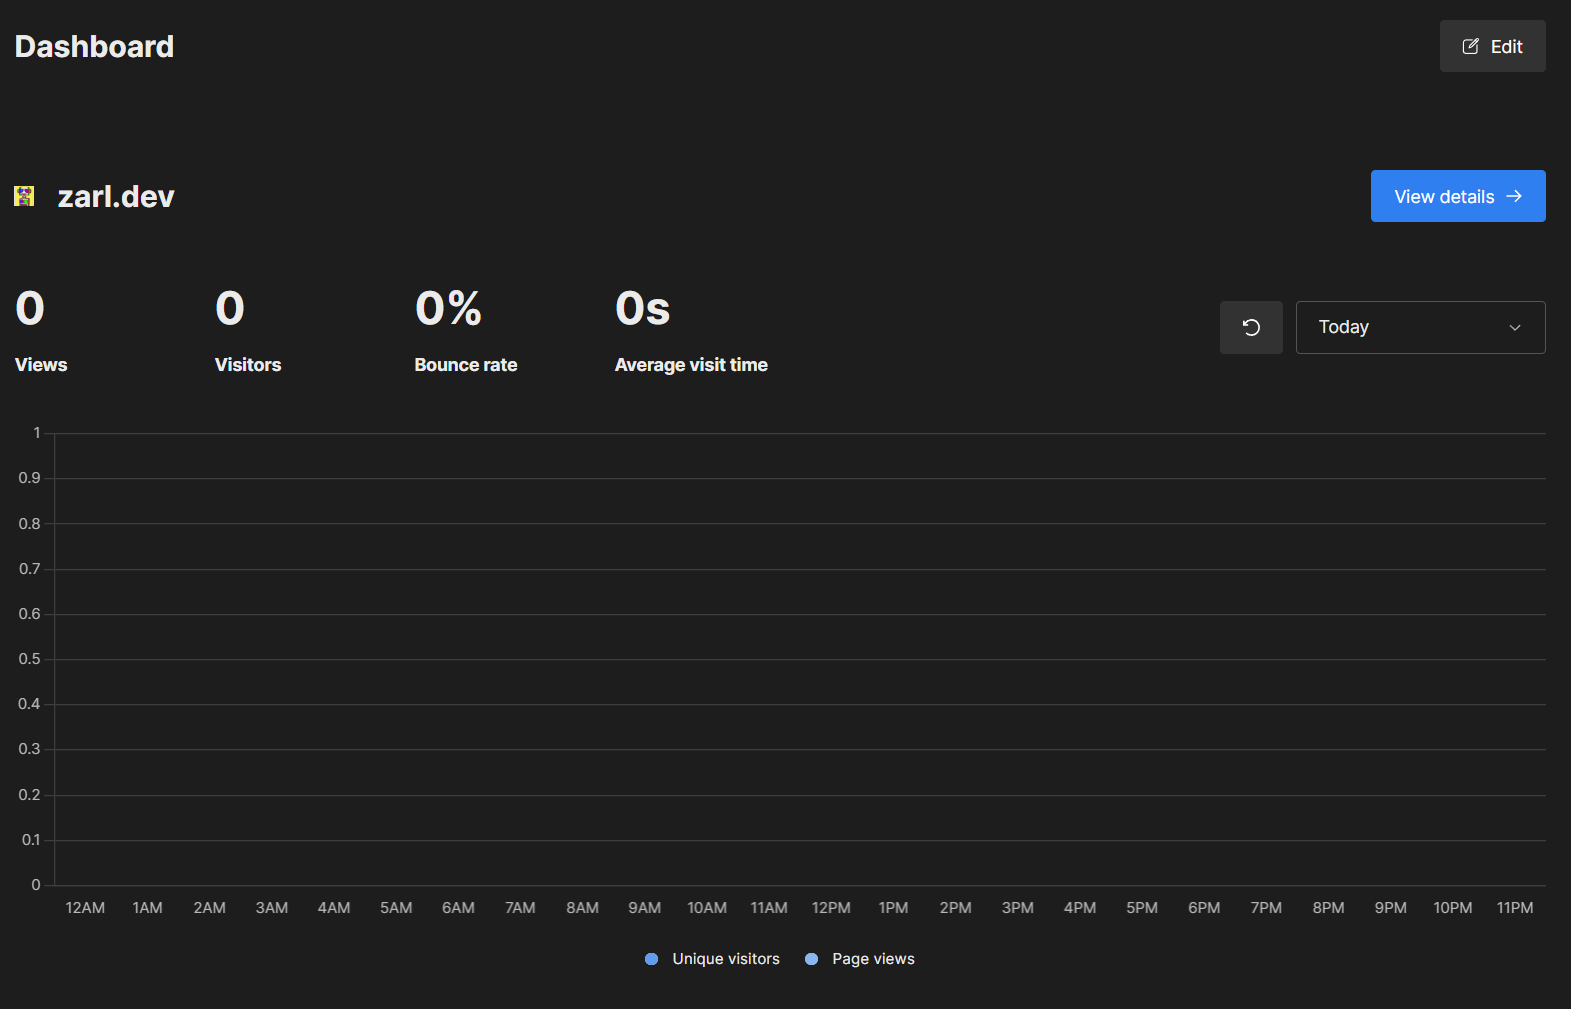 Dashboard
Edit
zarl.dev
View details
0
Views
0
Visitors
0%
Bounce rate
0s
Average visit time
Today
1
0.9
0.8
0.7
0.6
0.5
0.4
0.3
0.2
0.1
0
12AM 1AM 2AM 3AM 4AM 5AM 6AM 7AM 8AM 9AM 10AM 11AM 12PM 1PM 2PM 3PM 4PM 5PM 6PM 7PM 8PM 9PM 10PM 11PM
Unique visitors Page views